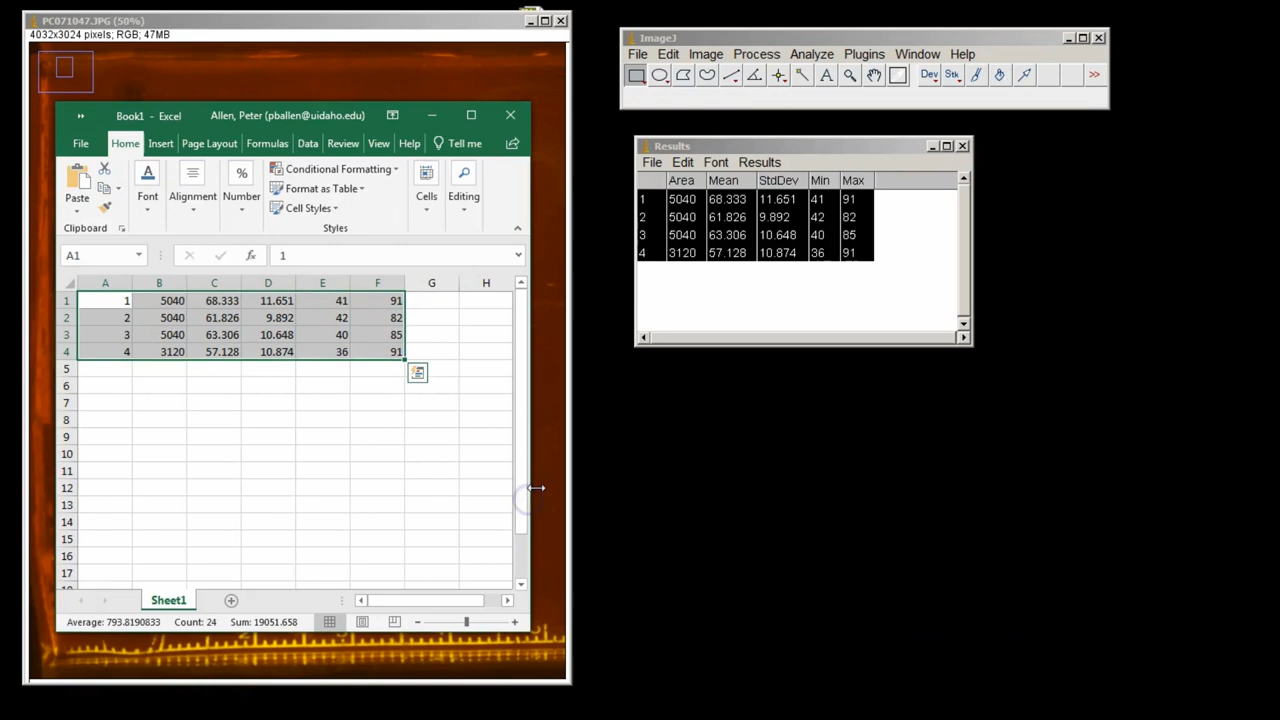 PC071047.JPG (50%)
4032x3024 pixels; RGB; 47MB
Book1 - Excel Allen, Peter (pballen@uidaho.edu)
File Home Insert Page Layout Formulas Data Review View Help Tell me
Paste Font Alignment Number Conditional Formatting Format as Table Cell Styles Cells Editing
Clipboard Styles
A1 fx 1
A B C D E F G H
1 1 5040 68.333 11.651 41 91
2 2 5040 61.826 9.892 42 82
3 3 5040 63.306 10.648 40 85
4 4 3120 57.128 10.874 36 91
5
6
7
8
9
10
11
12
13
14
15
16
17
Sheet1
Average: 793.8190833 Count: 24 Sum: 19051.658
ImageJ
File Edit Image Process Analyze Plugins Window Help
A Dev Stk >>
Results
File Edit Font Results
Area Mean StdDev Min Max
1 5040 68.333 11.651 41 91
2 5040 61.826 9.892 42 82
3 5040 63.306 10.648 40 85
4 3120 57.128 10.874 36 91